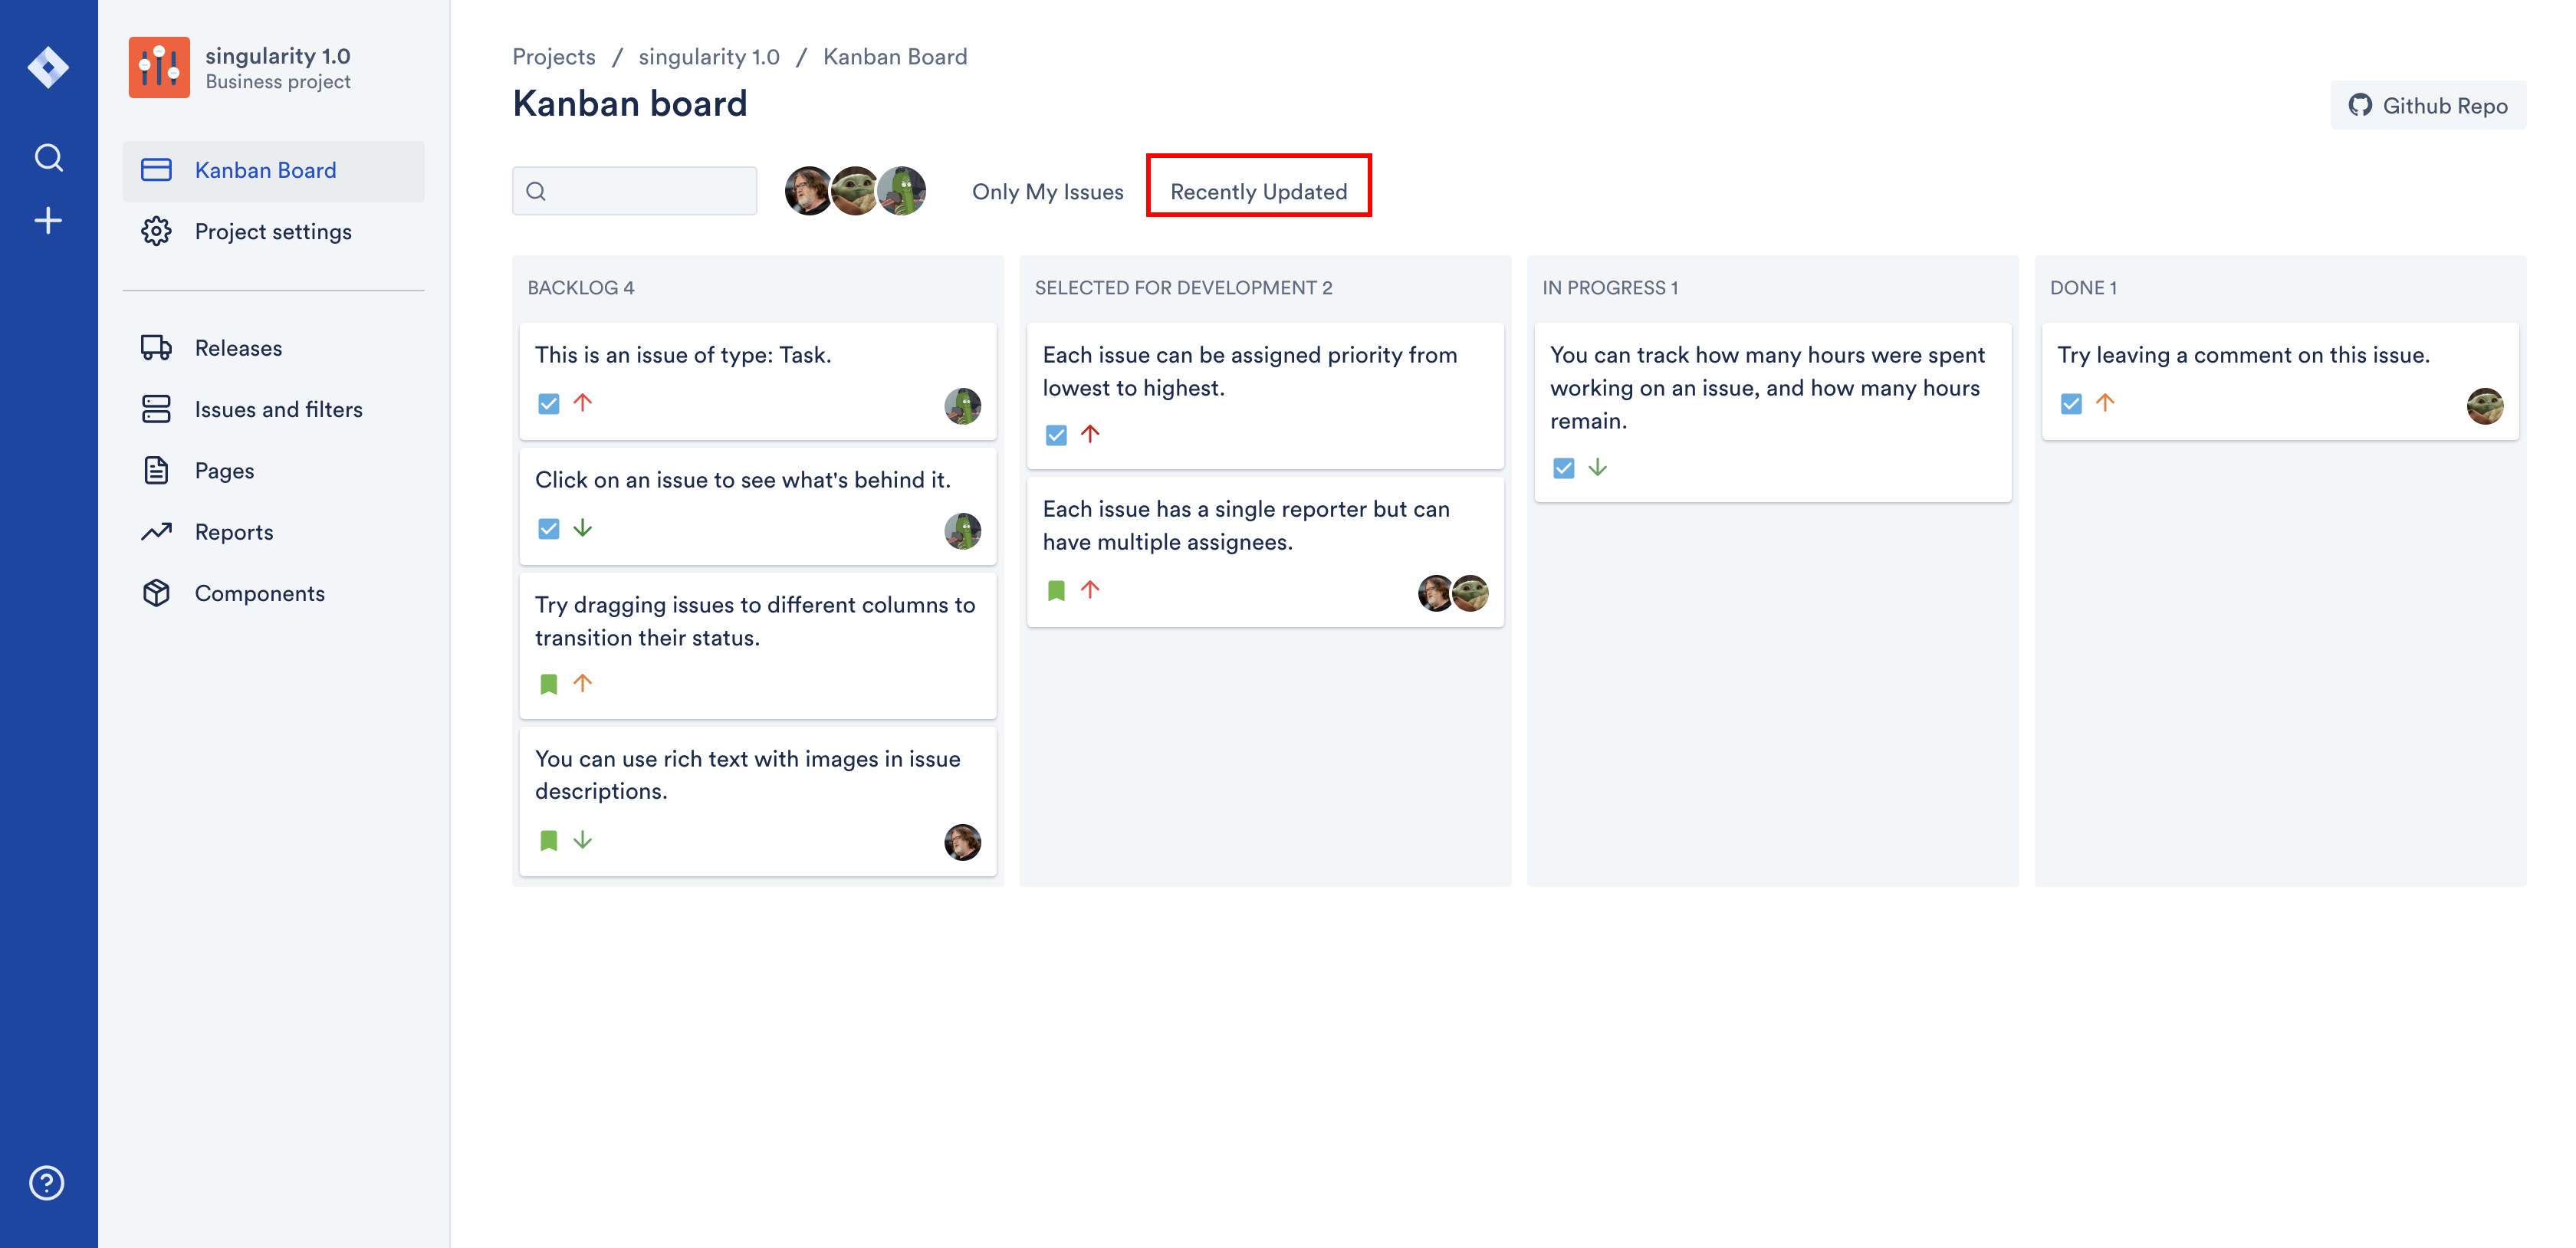 singularity 1.0
Business project
Kanban Board
Project settings
Releases
Issues and filters
Pages
Reports
Components
Projects / singularity 1.0 / Kanban Board
Kanban board
Github Repo
Only My Issues
Recently Updated
BACKLOG 4
This is an issue of type: Task.
Click on an issue to see what's behind it.
Try dragging issues to different columns to
transition their status.
You can use rich text with images in issue
descriptions.
SELECTED FOR DEVELOPMENT 2
Each issue can be assigned priority from
lowest to highest.
Each issue has a single reporter but can
have multiple assignees.
IN PROGRESS 1
You can track how many hours were spent
working on an issue, and how many hours
remain.
DONE 1
Try leaving a comment on this issue.